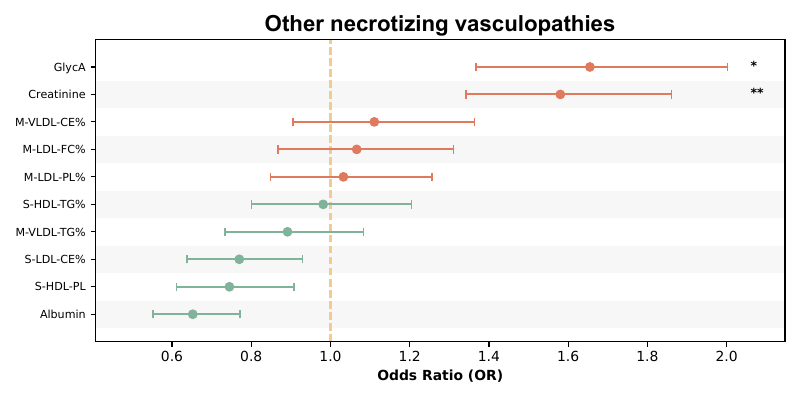 Other necrotizing vasculopathies
GlycA *
Creatinine **
M-VLDL-CE%
M-LDL-FC%
M-LDL-PL%
S-HDL-TG%
M-VLDL-TG%
S-LDL-CE%
S-HDL-PL
Albumin
0.6 0.8 1.0 1.2 1.4 1.6 1.8 2.0
Odds Ratio (OR)